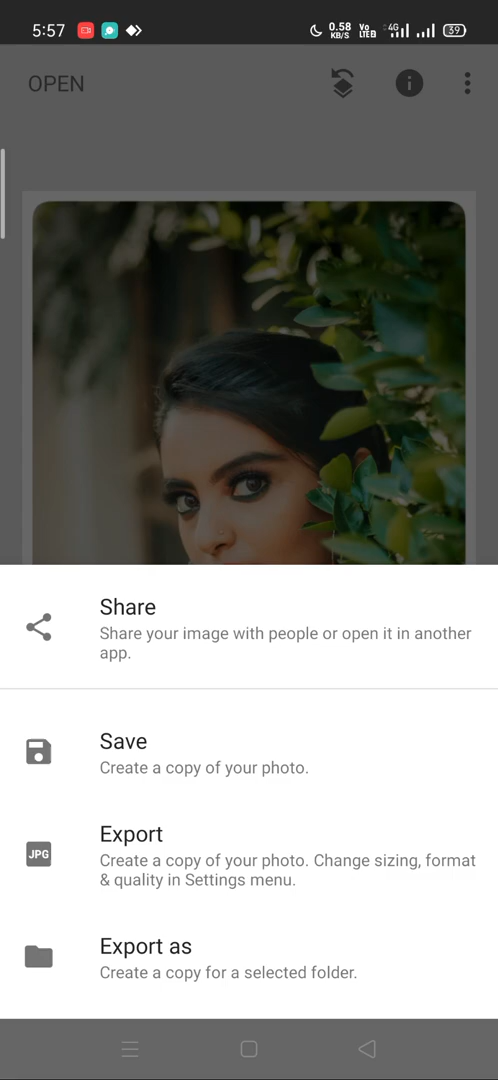 5:57
0.58
KB/S
Vo
LTE
4G
39
OPEN
Share
Share your image with people or open it in another
app.
Save
Create a copy of your photo.
JPG
Export
Create a copy of your photo. Change sizing, format
& quality in Settings menu.
Export as
Create a copy for a selected folder.